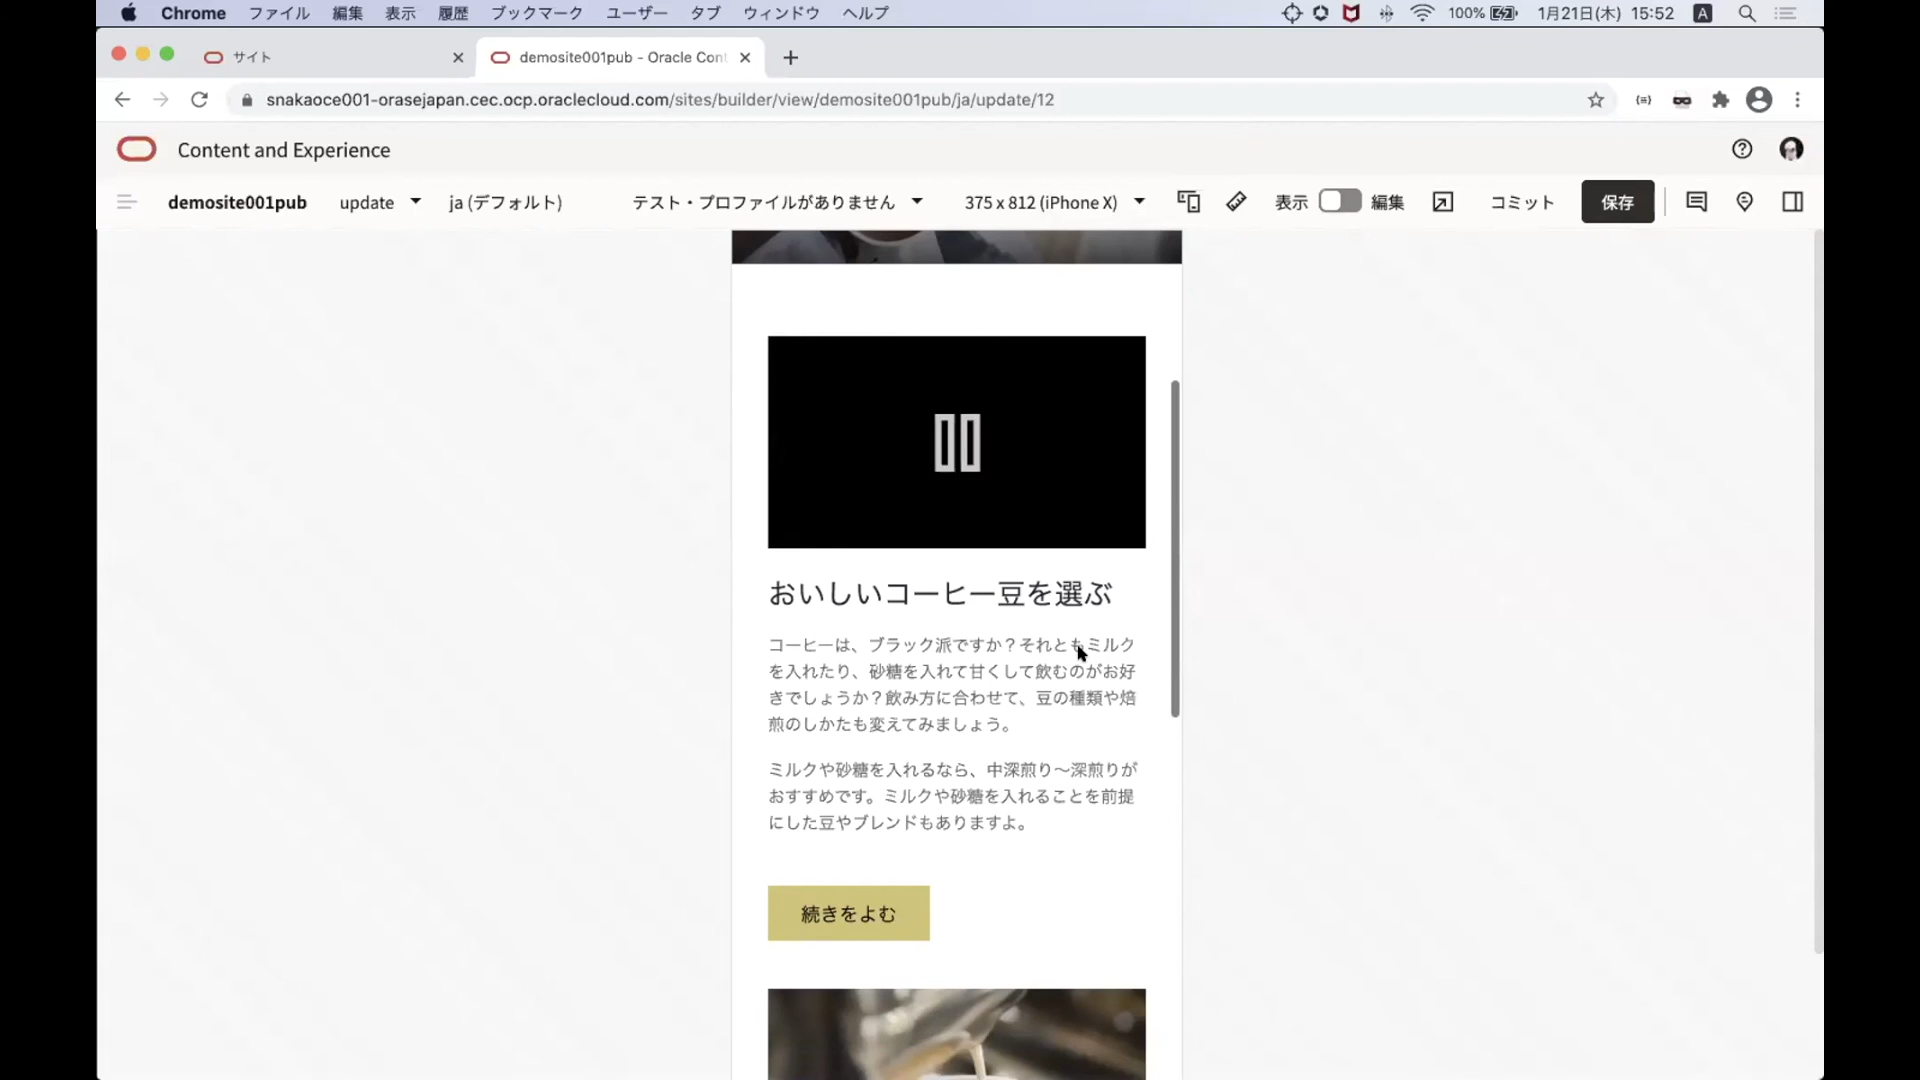 Chrome ファイル 編集 表示 履歴 ブックマーク ユーザー タブ ウィンドウ ヘルプ 100% 1月21日(木) 15:52 A
サイト demosite001pub - Oracle Cont
snakaoce001-orasejapan.cec.ocp.oraclecloud.com/sites/builder/view/demosite001pub/ja/update/12
Content and Experience
demosite001pub update ja (デフォルト) テスト・プロファイルがありません 375 x 812 (iPhone X) 表示 編集 コミット 保存
おいしいコーヒー豆を選ぶ
コーヒーは、ブラック派ですか？それともミルク
を入れたり、砂糖を入れて甘くして飲むのがお好
きでしょうか？飲み方に合わせて、豆の種類や焙
煎のしかたも変えてみましょう。
ミルクや砂糖を入れるなら、中深煎り〜深煎りが
おすすめです。ミルクや砂糖を入れることを前提
にした豆やブレンドもありますよ。
続きをよむ